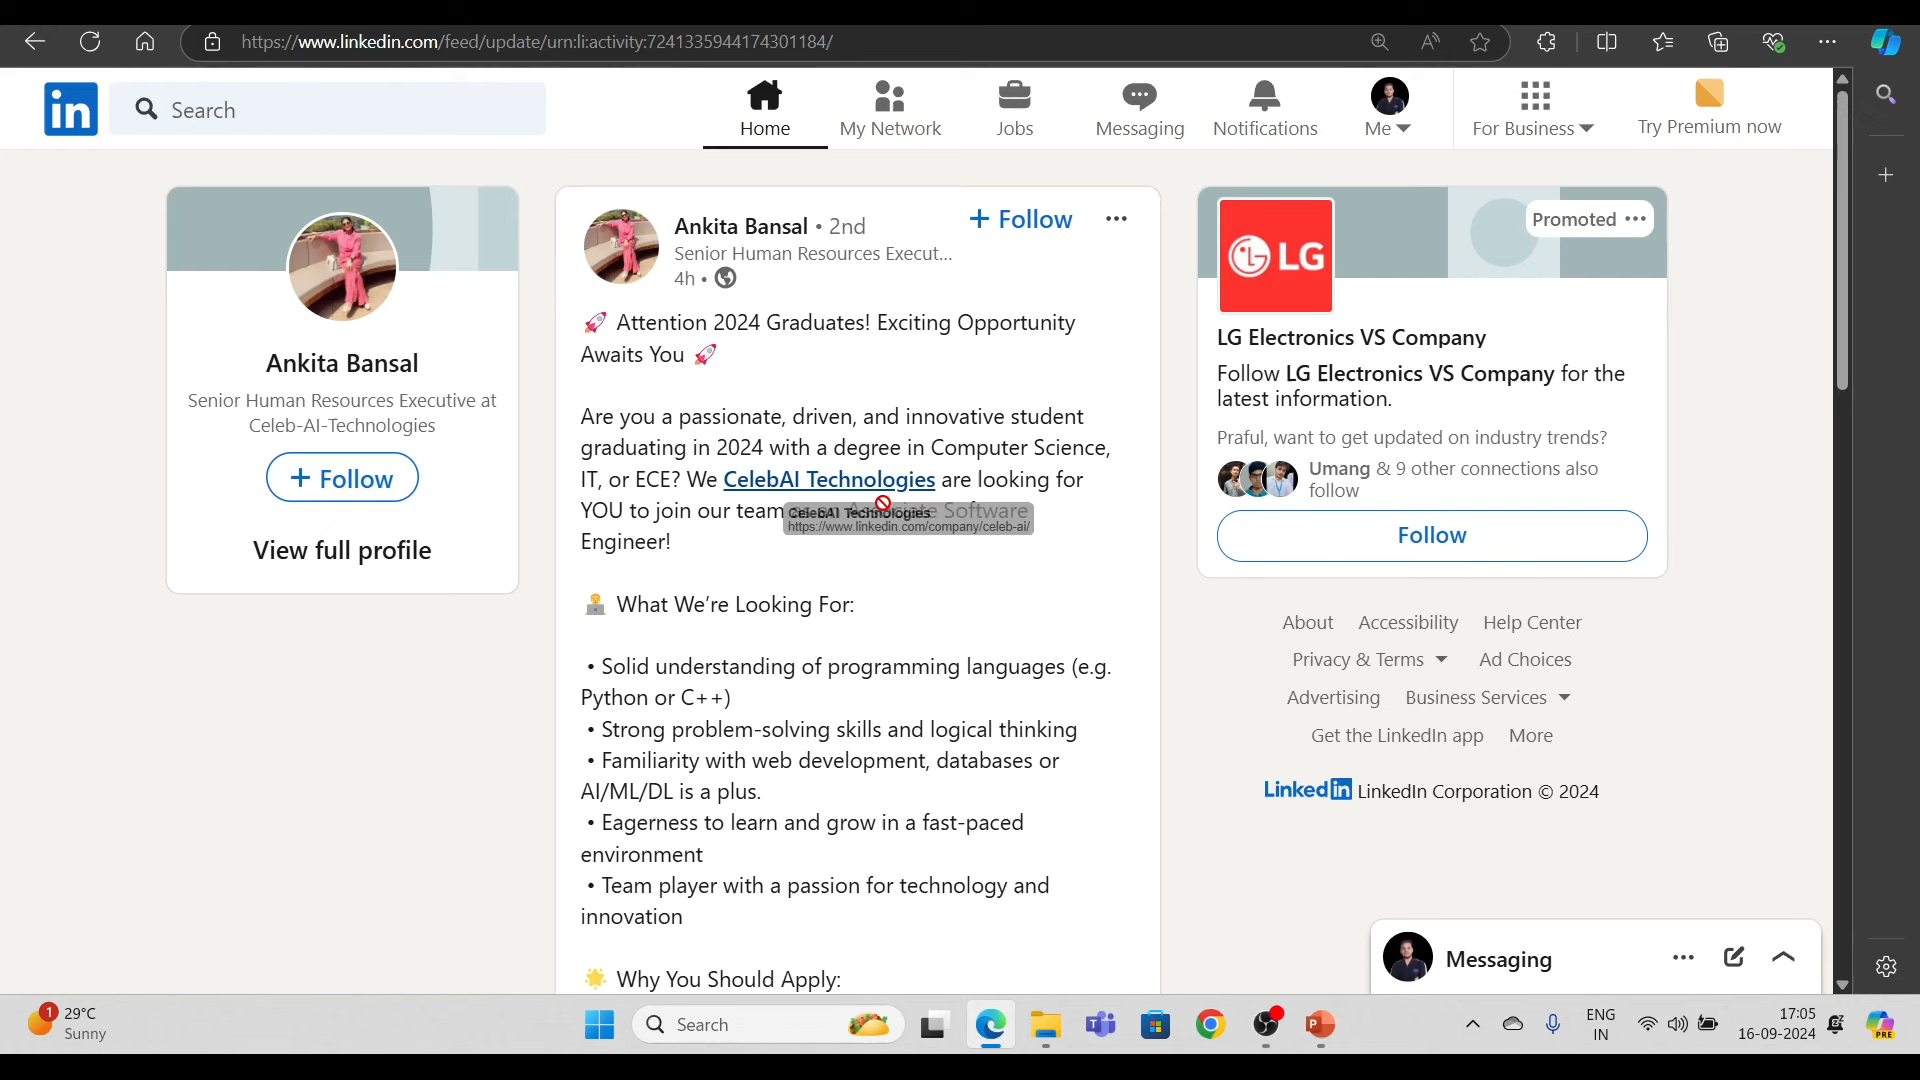 https://www.linkedin.com/feed/update/urn:li:activity:7241335944174301184/
in
Search
Home
My Network
Jobs
Messaging
Notifications
Me
For Business
Try Premium now
Ankita Bansal
Senior Human Resources Executive at
Celeb-AI-Technologies
+ Follow
View full profile
Ankita Bansal • 2nd
Senior Human Resources Execut...
4h •
+ Follow
🚀 Attention 2024 Graduates! Exciting Opportunity
Awaits You 🚀
Are you a passionate, driven, and innovative student
graduating in 2024 with a degree in Computer Science,
IT, or ECE? We CelebAI Technologies are looking for
YOU to join our team as an Associate Software
Engineer!
CelebAI Technologies
https://www.linkedin.com/company/celeb-ai/
👨‍💻 What We’re Looking For:
• Solid understanding of programming languages (e.g.
Python or C++)
• Strong problem-solving skills and logical thinking
• Familiarity with web development, databases or
AI/ML/DL is a plus.
• Eagerness to learn and grow in a fast-paced
environment
• Team player with a passion for technology and
innovation
🌟 Why You Should Apply:
Promoted
LG
LG Electronics VS Company
Follow LG Electronics VS Company for the
latest information.
Praful, want to get updated on industry trends?
Umang & 9 other connections also
follow
Follow
About Accessibility Help Center
Privacy & Terms Ad Choices
Advertising Business Services
Get the LinkedIn app More
Linkedin LinkedIn Corporation © 2024
Messaging
1
29°C
Sunny
Search
ENG
IN
17:05
16-09-2024
PRE